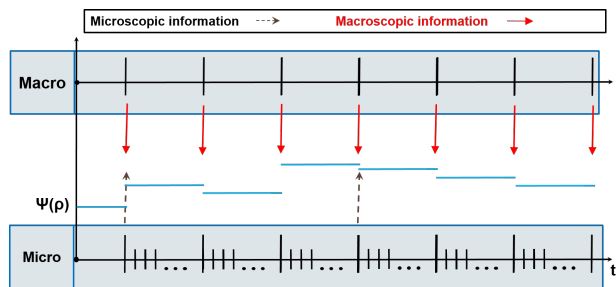 Microscopic information
Macroscopic information
Macro
Ψ(ρ)
Micro
... ... ... ... ... ...
t